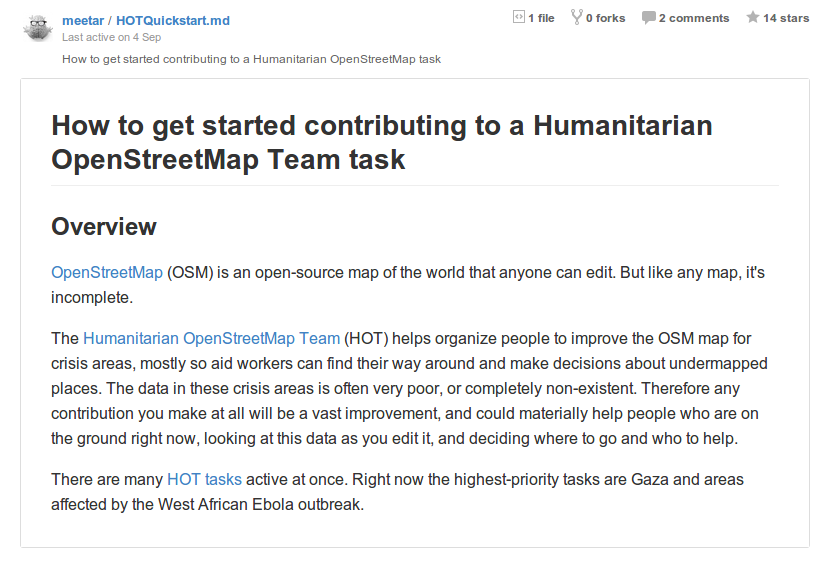 meetar / HOTQuickstart.md
1 file 0 forks 2 comments 14 stars
Last active on 4 Sep
How to get started contributing to a Humanitarian OpenStreetMap task
How to get started contributing to a Humanitarian
OpenStreetMap Team task
Overview
OpenStreetMap (OSM) is an open-source map of the world that anyone can edit. But like any map, it's
incomplete.
The Humanitarian OpenStreetMap Team (HOT) helps organize people to improve the OSM map for
crisis areas, mostly so aid workers can find their way around and make decisions about undermapped
places. The data in these crisis areas is often very poor, or completely non-existent. Therefore any
contribution you make at all will be a vast improvement, and could materially help people who are on
the ground right now, looking at this data as you edit it, and deciding where to go and who to help.
There are many HOT tasks active at once. Right now the highest-priority tasks are Gaza and areas
affected by the West African Ebola outbreak.